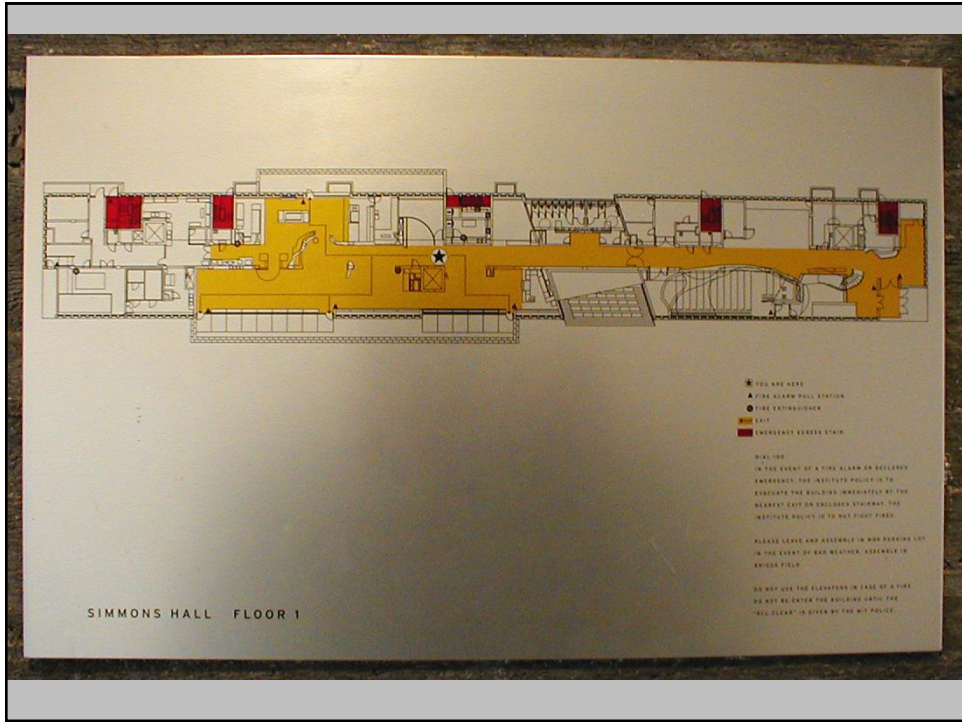 YOU ARE HERE
FIRE ALARM PULL STATION
FIRE EXTINGUISHER
EXIT
EMERGENCY EGRESS STAIR
DIAL 100
IN THE EVENT OF A FIRE ALARM OR DECLARED
EMERGENCY, THE INSTITUTE POLICY IS TO
EVACUATE THE BUILDING IMMEDIATELY BY THE
NEAREST EXIT OR ENCLOSED STAIRWAY. THE
INSTITUTE POLICY IS TO NOT FIGHT FIRES.
PLEASE LEAVE AND ASSEMBLE IN PARKING LOT
IN THE EVENT OF BAD WEATHER, ASSEMBLE IN
BRIGGS FIELD.
DO NOT USE THE ELEVATORS IN CASE OF A FIRE.
DO NOT RE-ENTER THE BUILDING UNTIL THE
"ALL CLEAR" IS GIVEN BY THE MIT POLICE.
SIMMONS HALL FLOOR 1